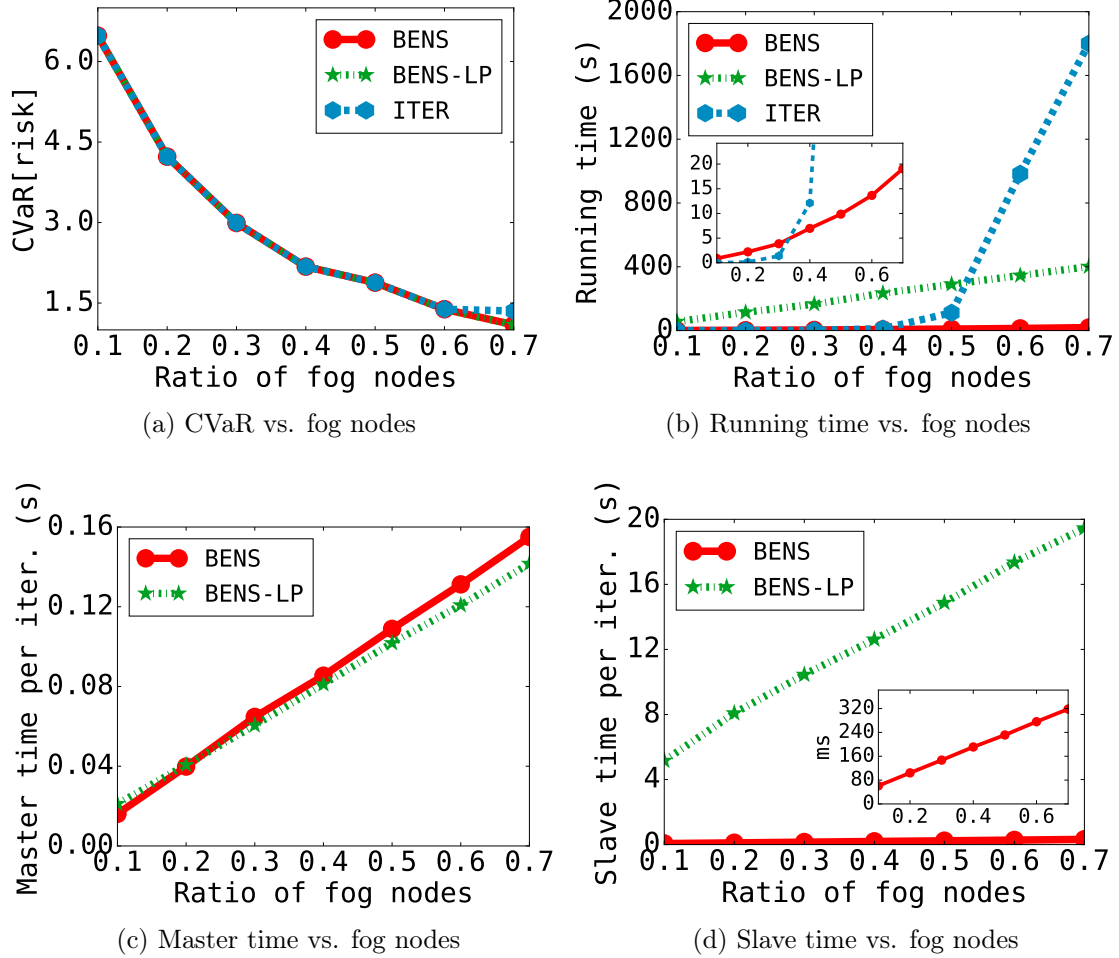 CVaR[risk]
6.0
4.5
3.0
1.5
BENS
BENS-LP
ITER
0.1 0.2 0.3 0.4 0.5 0.6 0.7
Ratio of fog nodes
(a) CVaR vs. fog nodes
Running time (s)
2000
1600
1200
800
400
0
BENS
BENS-LP
ITER
20
15
10
5
0
0.2 0.4 0.6
0.1 0.2 0.3 0.4 0.5 0.6 0.7
Ratio of fog nodes
(b) Running time vs. fog nodes
Master time per iter. (s)
0.16
0.12
0.08
0.04
0.00
BENS
BENS-LP
0.1 0.2 0.3 0.4 0.5 0.6 0.7
Ratio of fog nodes
(c) Master time vs. fog nodes
Slave time per iter. (s)
20
16
12
8
4
0
BENS
BENS-LP
ms
320
240
160
80
0
0.2 0.4 0.6
0.1 0.2 0.3 0.4 0.5 0.6 0.7
Ratio of fog nodes
(d) Slave time vs. fog nodes